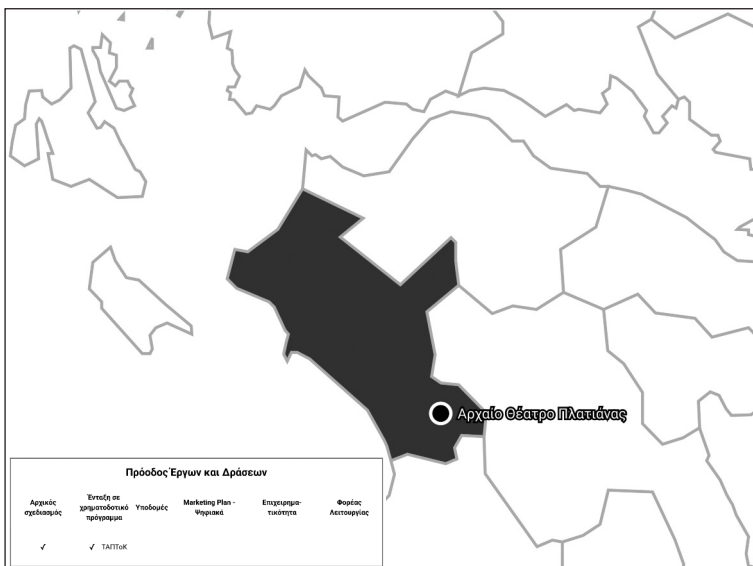 Αρχαίο Θέατρο Πλατιάνας
Πρόοδος Έργων και Δράσεων
Αρχικός σχεδιασμός
Ένταξη σε χρηματοδοτικό πρόγραμμα
Υποδομές
Marketing Plan - Ψηφιακά
Επιχειρημα-τικότητα
Φορέας Λειτουργίας
✓
✓ ΤΑΠΤοΚ